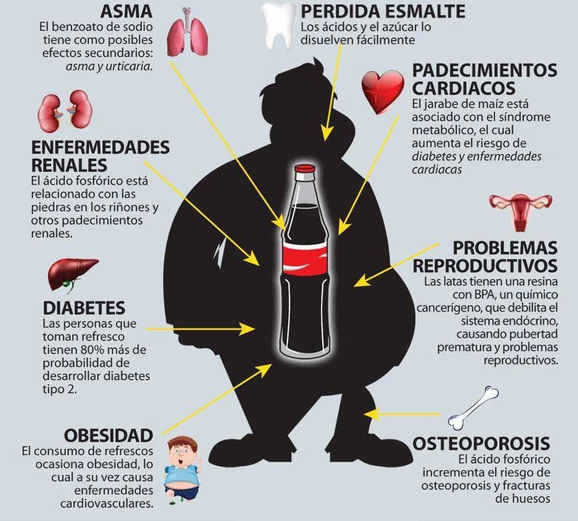 ASMA
El benzoato de sodio
tiene como posibles
efectos secundarios:
asma y urticaria.
PERDIDA ESMALTE
Los ácidos y el azúcar lo
disuelven fácilmente
PADECIMIENTOS
CARDIACOS
El jarabe de maíz está
asociado con el síndrome
metabólico, el cual
aumenta el riesgo de
diabetes y enfermedades
cardiacas
ENFERMEDADES
RENALES
El ácido fosfórico está
relacionado con las
piedras en los riñones y
otros padecimientos
renales.
PROBLEMAS
REPRODUCTIVOS
Las latas tienen una resina
con BPA, un químico
cancerígeno, que debilita el
sistema endócrino,
causando pubertad
prematura y problemas
reproductivos.
DIABETES
Las personas que
toman refresco
tienen 80% más de
probabilidad de
desarrollar diabetes
tipo 2.
OBESIDAD
El consumo de refrescos
ocasiona obesidad, lo
cual a su vez causa
enfermedades
cardiovasculares.
OSTEOPOROSIS
El ácido fosfórico
incrementa el riesgo de
osteoporosis y fracturas
de huesos